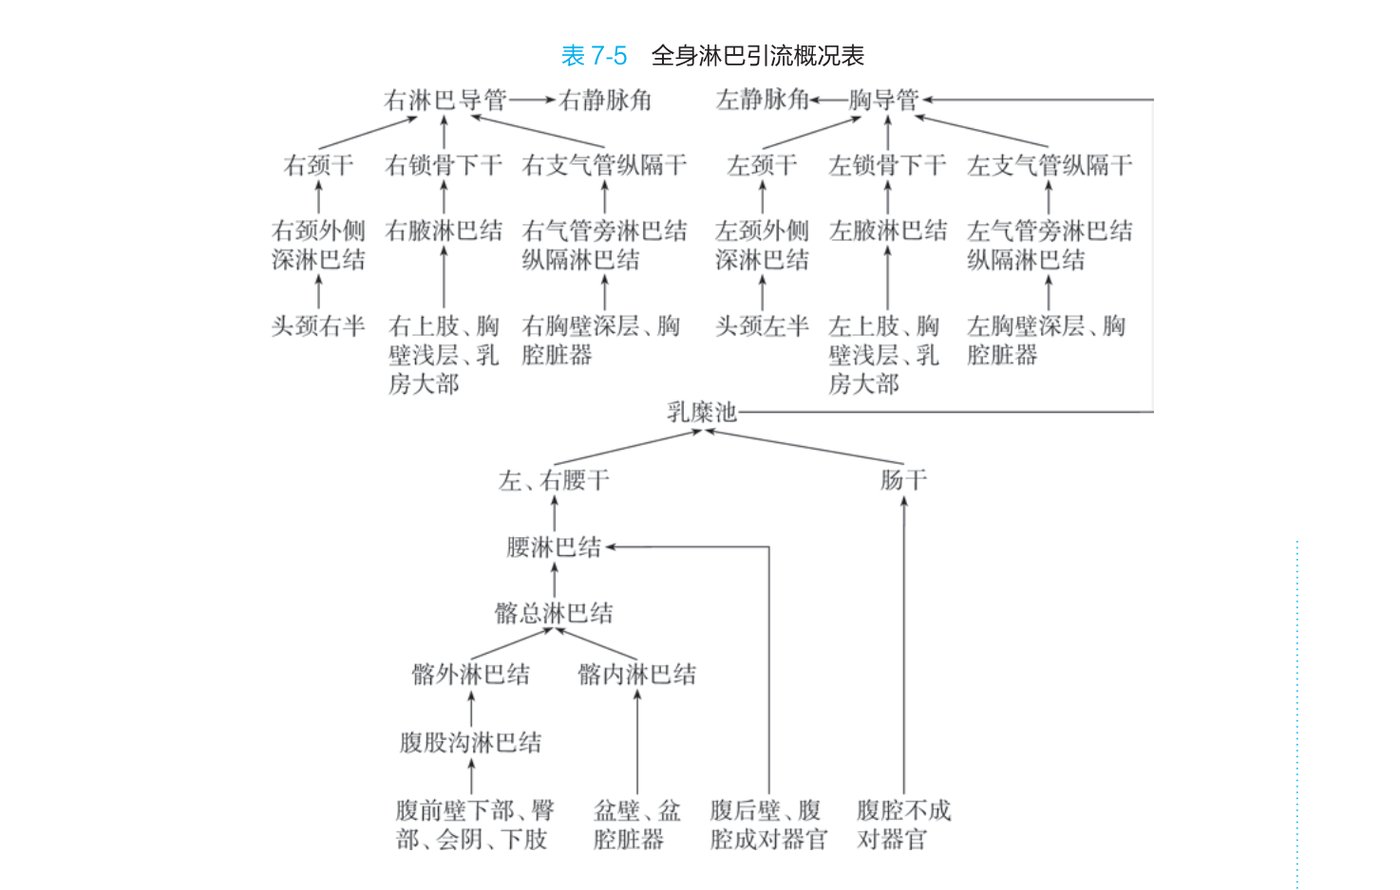 表 7-5 全身淋巴引流概况表
右淋巴导管 右静脉角 左静脉角 胸导管
右颈干 右锁骨下干 右支气管纵隔干 左颈干 左锁骨下干 左支气管纵隔干
右颈外侧 右腋淋巴结 右气管旁淋巴结 左颈外侧 左腋淋巴结 左气管旁淋巴结
深淋巴结 纵隔淋巴结 深淋巴结 纵隔淋巴结
头颈右半 右上肢、胸 右胸壁深层、胸 头颈左半 左上肢、胸 左胸壁深层、胸
壁浅层、乳 腔脏器 壁浅层、乳 腔脏器
房大部 房大部
乳糜池
左、右腰干 肠干
腰淋巴结
髂总淋巴结
髂外淋巴结 髂内淋巴结
腹股沟淋巴结
腹前壁下部、臀 盆壁、盆 腹后壁、腹 腹腔不成
部、会阴、下肢 腔脏器 腔成对器官 对器官